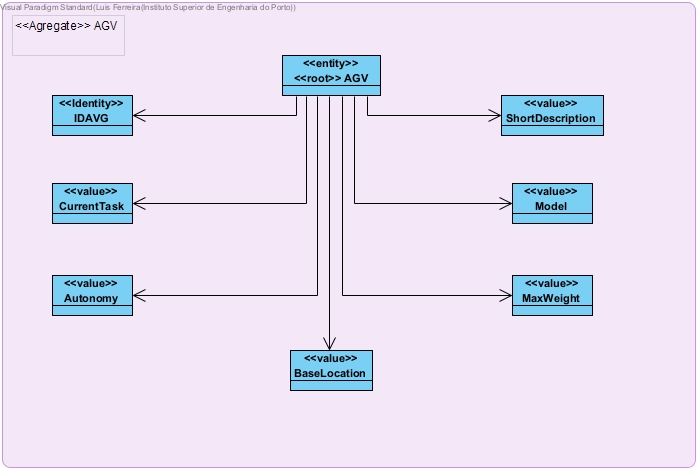 Visual Paradigm Standard(Luis Ferreira(Instituto Superior de Engenharia do Porto))
<<Agregate>> AGV
<<entity>>
<<root>> AGV
<<Identity>>
IDAVG
<<value>>
ShortDescription
<<value>>
CurrentTask
<<value>>
Model
<<value>>
Autonomy
<<value>>
MaxWeight
<<value>>
BaseLocation